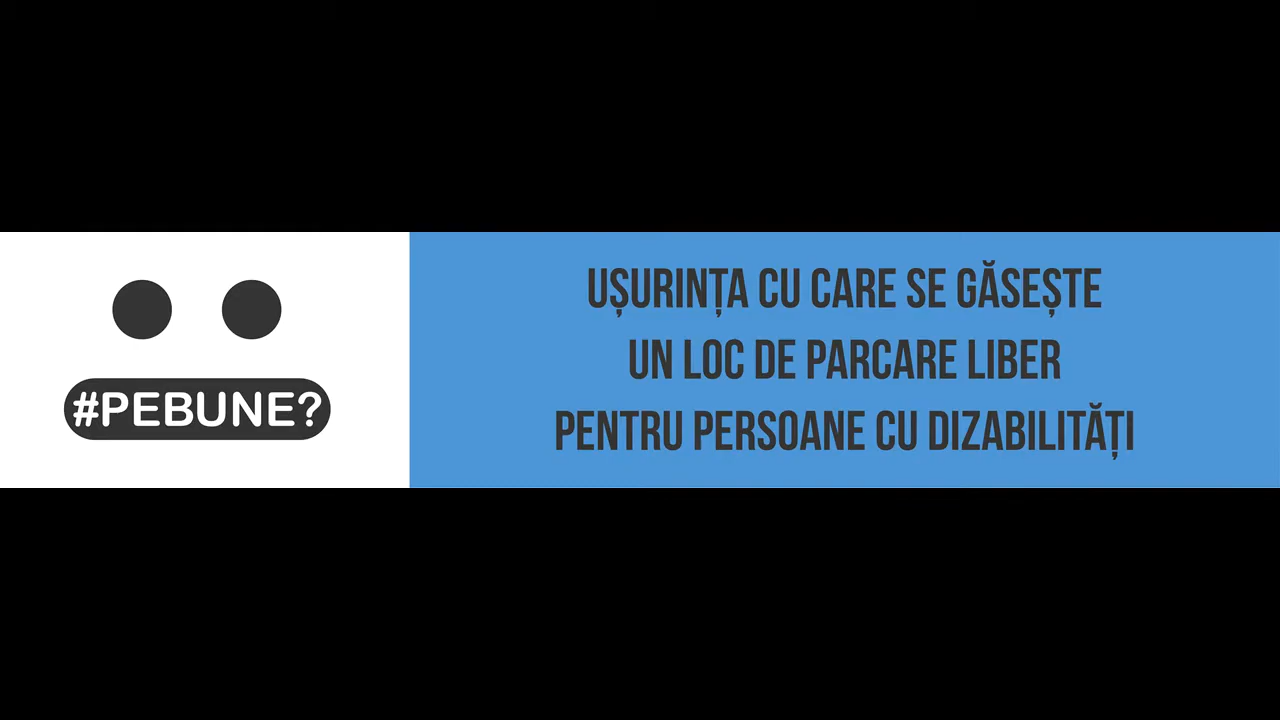 #PEBUNE?
UȘURINȚA CU CARE SE GĂSEȘTE
UN LOC DE PARCARE LIBER
PENTRU PERSOANE CU DIZABILITĂȚI